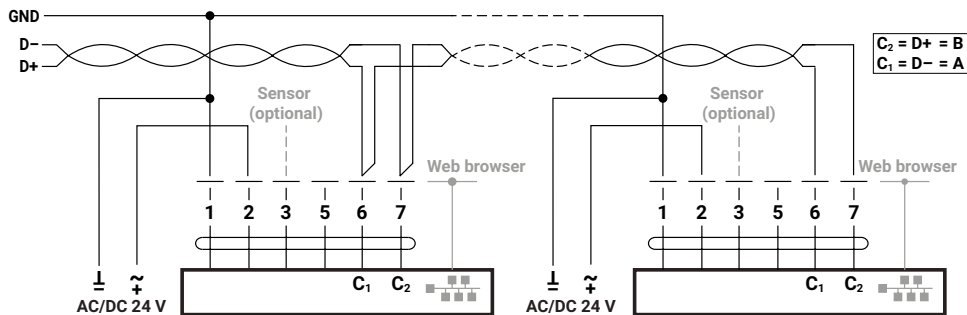 GND
D−
D+
C₂ = D+ = B
C₁ = D− = A
Sensor
(optional)
Web browser
1 2 3 5 6 7
C₁ C₂
⊥ ~
− +
AC/DC 24 V
Sensor
(optional)
Web browser
1 2 3 5 6 7
C₁ C₂
⊥ ~
− +
AC/DC 24 V